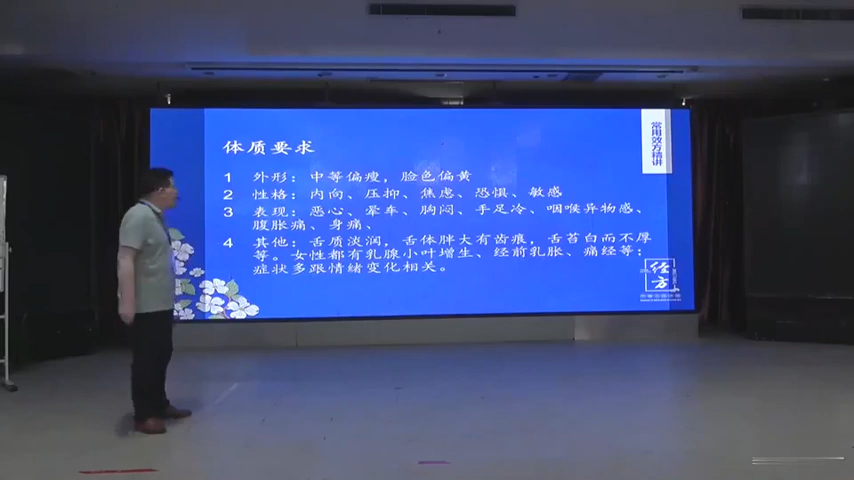 常用效方精讲
体质要求
1 外形：中等偏瘦，脸色偏黄
2 性格：内向、压抑、焦虑、恐惧、敏感
3 表现：恶心、晕车、胸闷、手足冷、咽喉异物感、
腹胀痛、身痛、
4 其他：舌质淡润，舌体胖大有齿痕，舌苔白而不厚
等。女性都有乳腺小叶增生、经前乳胀、痛经等；
症状多跟情绪变化相关。
经方